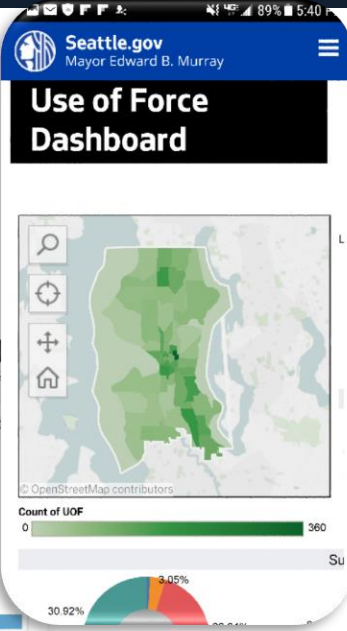 89% 5:40
Seattle.gov
Mayor Edward B. Murray
Use of Force
Dashboard
© OpenStreetMap contributors
Count of UOF
0 360
Su
3.05%
30.92%